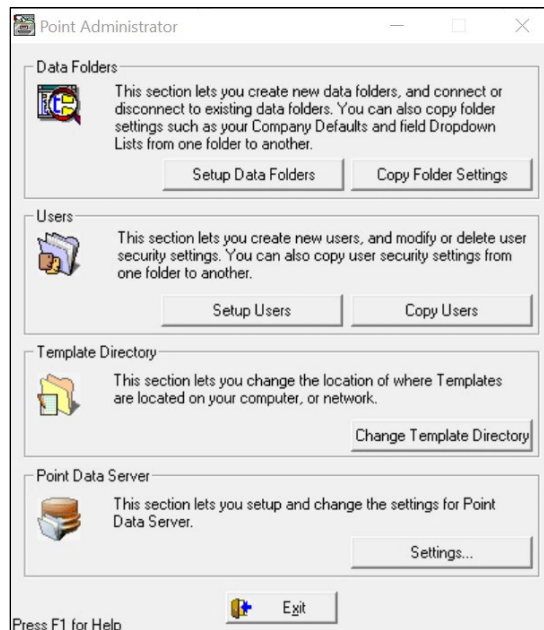 Point Administrator
Data Folders
This section lets you create new data folders, and connect or
disconnect to existing data folders. You can also copy folder
settings such as your Company Defaults and field Dropdown
Lists from one folder to another.
Setup Data Folders
Copy Folder Settings
Users
This section lets you create new users, and modify or delete user
security settings. You can also copy user security settings from
one folder to another.
Setup Users
Copy Users
Template Directory
This section lets you change the location of where Templates
are located on your computer, or network.
Change Template Directory
Point Data Server
This section lets you setup and change the settings for Point
Data Server.
Settings...
Exit
Press F1 for Help